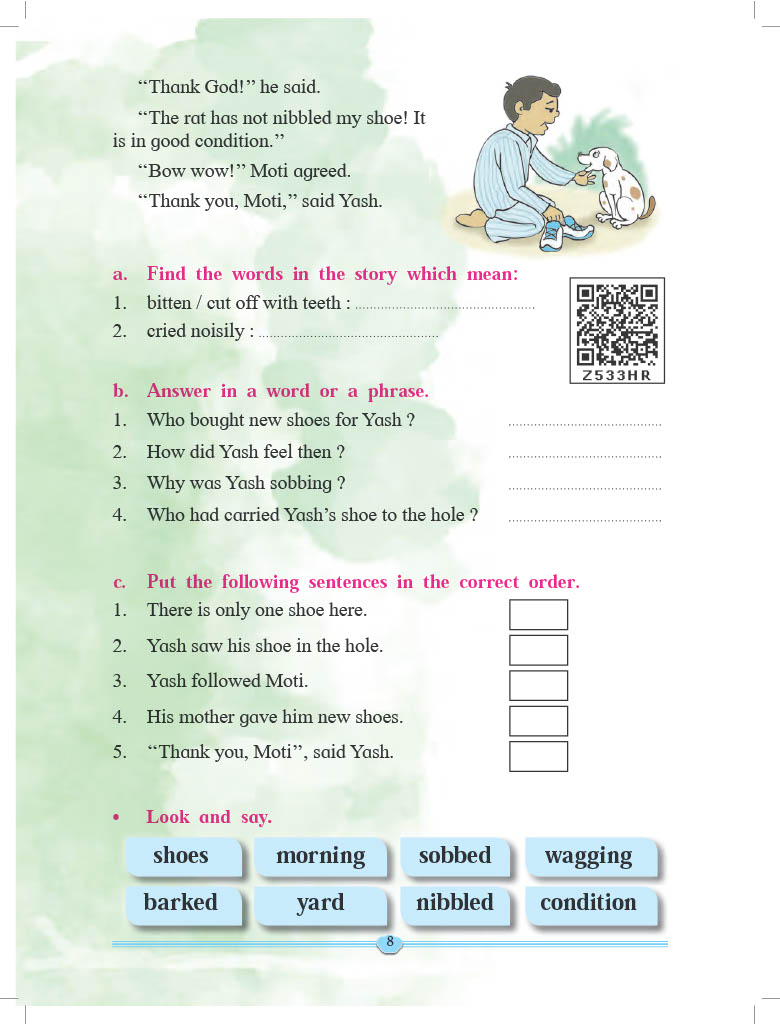 “Thank God!” he said.
“The rat has not nibbled my shoe! It
is in good condition.”
“Bow wow!” Moti agreed.
“Thank you, Moti,” said Yash.
a. Find the words in the story which mean:
1. bitten / cut off with teeth : ..................................................
2. cried noisily : ..................................................
Z533HR
b. Answer in a word or a phrase.
1. Who bought new shoes for Yash ? ..........................................
2. How did Yash feel then ? ..........................................
3. Why was Yash sobbing ? ..........................................
4. Who had carried Yash’s shoe to the hole ? ..........................................
c. Put the following sentences in the correct order.
1. There is only one shoe here.
2. Yash saw his shoe in the hole.
3. Yash followed Moti.
4. His mother gave him new shoes.
5. “Thank you, Moti”, said Yash.
• Look and say.
shoes morning sobbed wagging
barked yard nibbled condition
8